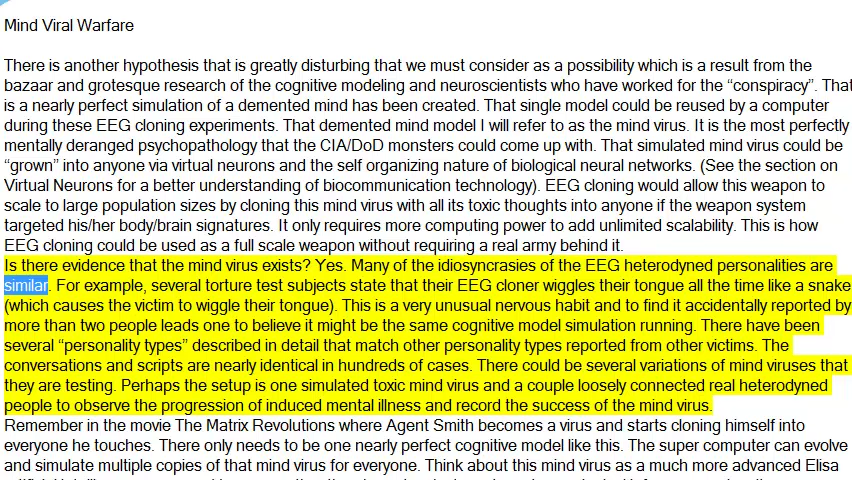 Mind Viral Warfare
There is another hypothesis that is greatly disturbing that we must consider as a possibility which is a result from the
bazaar and grotesque research of the cognitive modeling and neuroscientists who have worked for the “conspiracy”. That
is a nearly perfect simulation of a demented mind has been created. That single model could be reused by a computer
during these EEG cloning experiments. That demented mind model I will refer to as the mind virus. It is the most perfectly
mentally deranged psychopathology that the CIA/DoD monsters could come up with. That simulated mind virus could be
“grown” into anyone via virtual neurons and the self organizing nature of biological neural networks. (See the section on
Virtual Neurons for a better understanding of biocommunication technology). EEG cloning would allow this weapon to
scale to large population sizes by cloning this mind virus with all its toxic thoughts into anyone if the weapon system
targeted his/her body/brain signatures. It only requires more computing power to add unlimited scalability. This is how
EEG cloning could be used as a full scale weapon without requiring a real army behind it.
Is there evidence that the mind virus exists? Yes. Many of the idiosyncrasies of the EEG heterodyned personalities are
similar. For example, several torture test subjects state that their EEG cloner wiggles their tongue all the time like a snake
(which causes the victim to wiggle their tongue). This is a very unusual nervous habit and to find it accidentally reported by
more than two people leads one to believe it might be the same cognitive model simulation running. There have been
several “personality types” described in detail that match other personality types reported from other victims. The
conversations and scripts are nearly identical in hundreds of cases. There could be several variations of mind viruses that
they are testing. Perhaps the setup is one simulated toxic mind virus and a couple loosely connected real heterodyned
people to observe the progression of induced mental illness and record the success of the mind virus.
Remember in the movie The Matrix Revolutions where Agent Smith becomes a virus and starts cloning himself into
everyone he touches. There only needs to be one nearly perfect cognitive model like this. The super computer can evolve
and simulate multiple copies of that mind virus for everyone. Think about this mind virus as a much more advanced Elisa